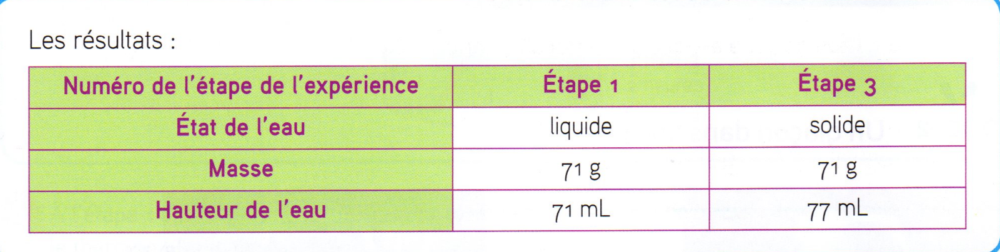 Les résultats :
Numéro de l'étape de l'expérience Étape 1 Étape 3
État de l'eau liquide solide
Masse 71 g 71 g
Hauteur de l'eau 71 mL 77 mL